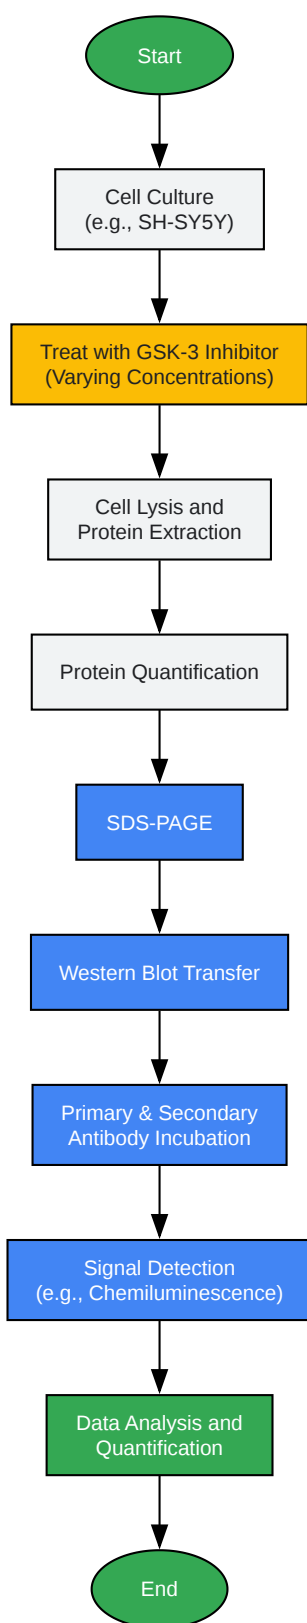 Start
Cell Culture
(e.g., SH-SY5Y)
Treat with GSK-3 Inhibitor
(Varying Concentrations)
Cell Lysis and
Protein Extraction
Protein Quantification
SDS-PAGE
Western Blot Transfer
Primary & Secondary
Antibody Incubation
Signal Detection
(e.g., Chemiluminescence)
Data Analysis and
Quantification
End